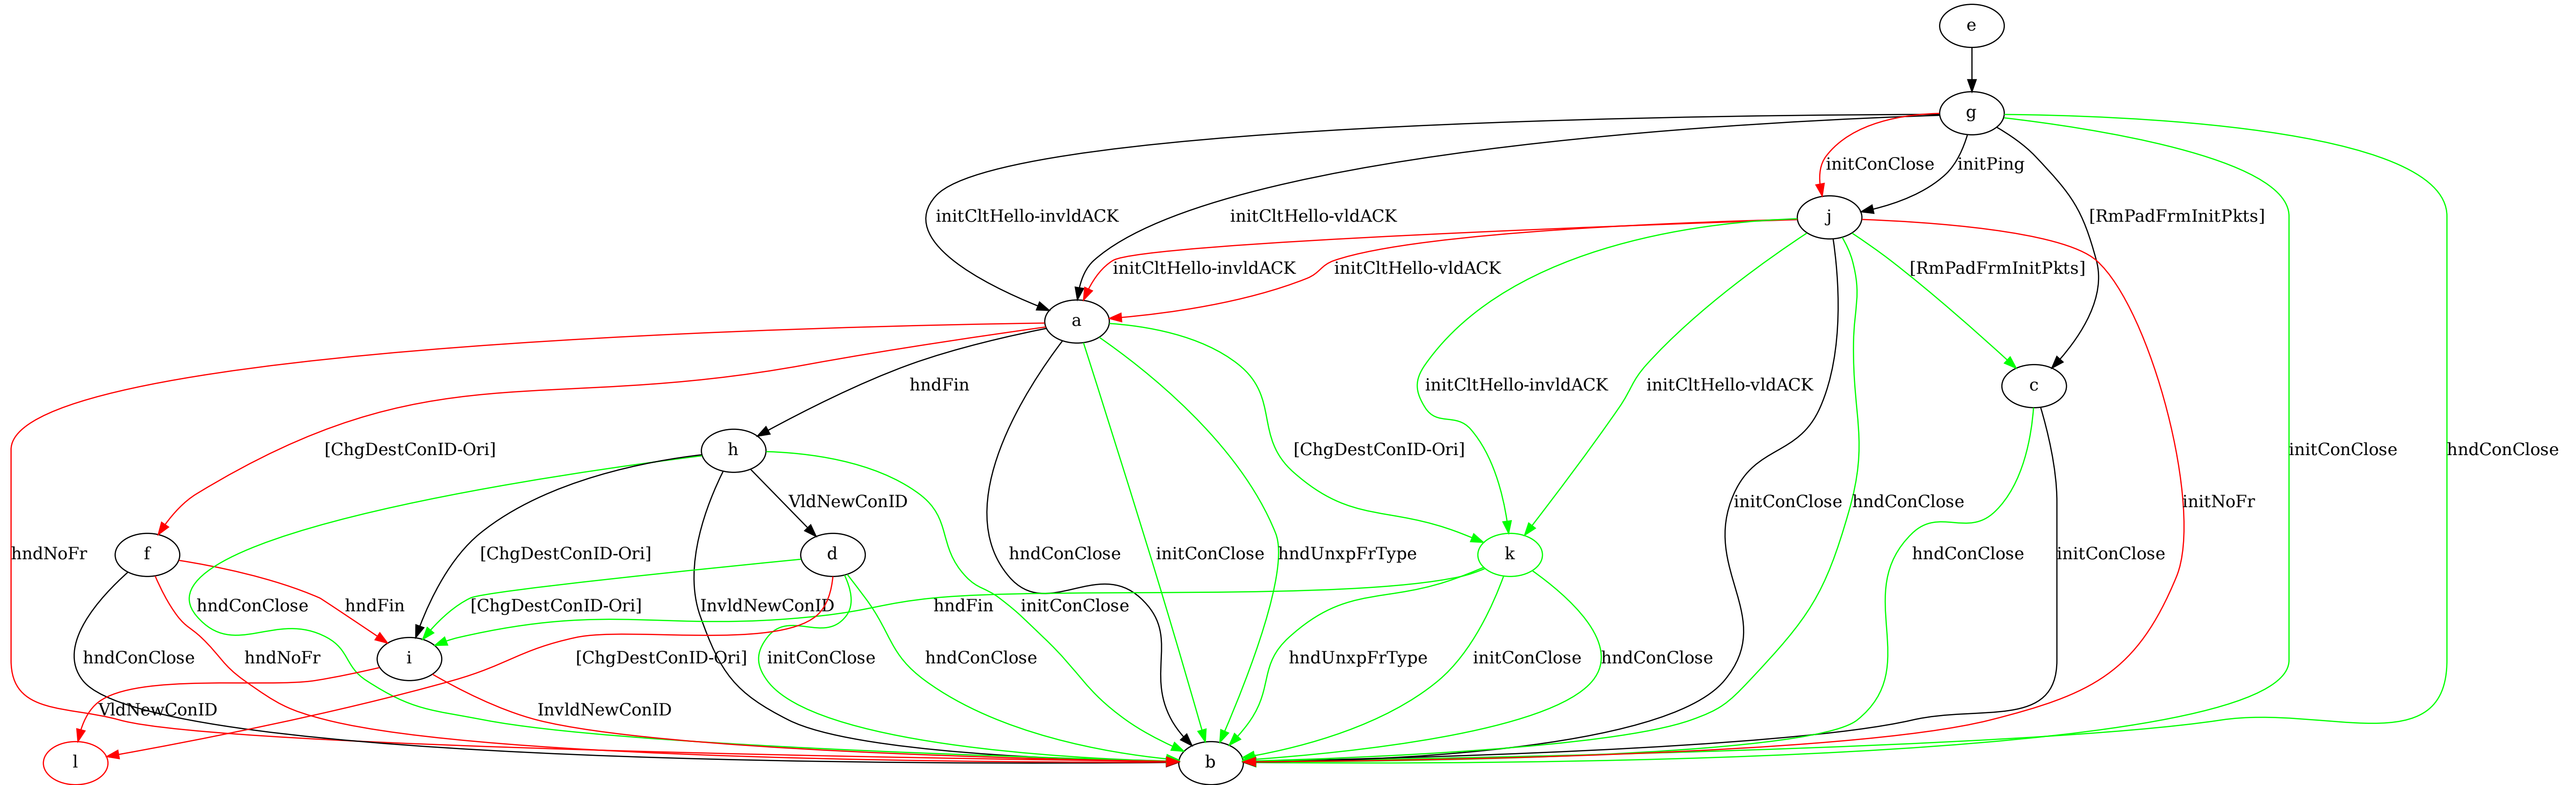 e
g
initConClose
initPing
initCltHello-invldACK
initCltHello-vldACK
j
[RmPadFrmInitPkts]
initCltHello-invldACK
initCltHello-vldACK
[RmPadFrmInitPkts]
a
hndFin
initCltHello-invldACK
initCltHello-vldACK
c
[ChgDestConID-Ori]
h
[ChgDestConID-Ori]
initConClose
hndConClose
VldNewConID
initConClose
hndConClose
initNoFr
hndNoFr
f
[ChgDestConID-Ori]
d
hndConClose
initConClose
hndUnxpFrType
k
hndConClose
initConClose
hndConClose
hndFin
[ChgDestConID-Ori]
InvldNewConID
hndFin
initConClose
hndConClose
hndNoFr
i
[ChgDestConID-Ori]
initConClose
hndConClose
hndUnxpFrType
initConClose
hndConClose
VldNewConID
InvldNewConID
l
b